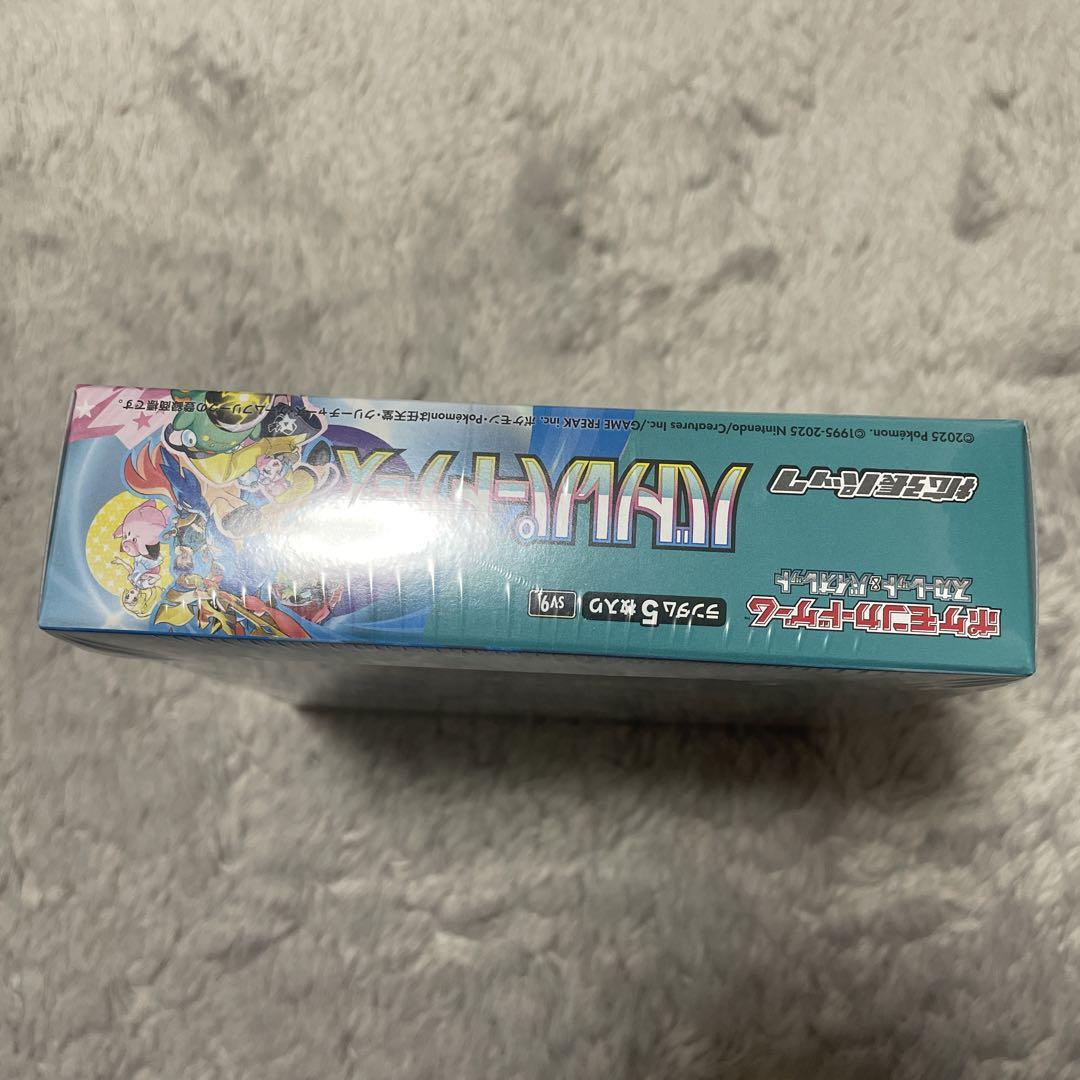 ポケモンカードゲーム
スカーレット&バイオレット
拡張パック
バトルパートナーズ
ランダム5枚入り
SV9
©2025 Pokémon. ©1995-2025 Nintendo/Creatures Inc./GAME FREAK inc. ポケモン・Pokémonは任天堂・クリーチャーズ・ゲームフリークの登録商標です。